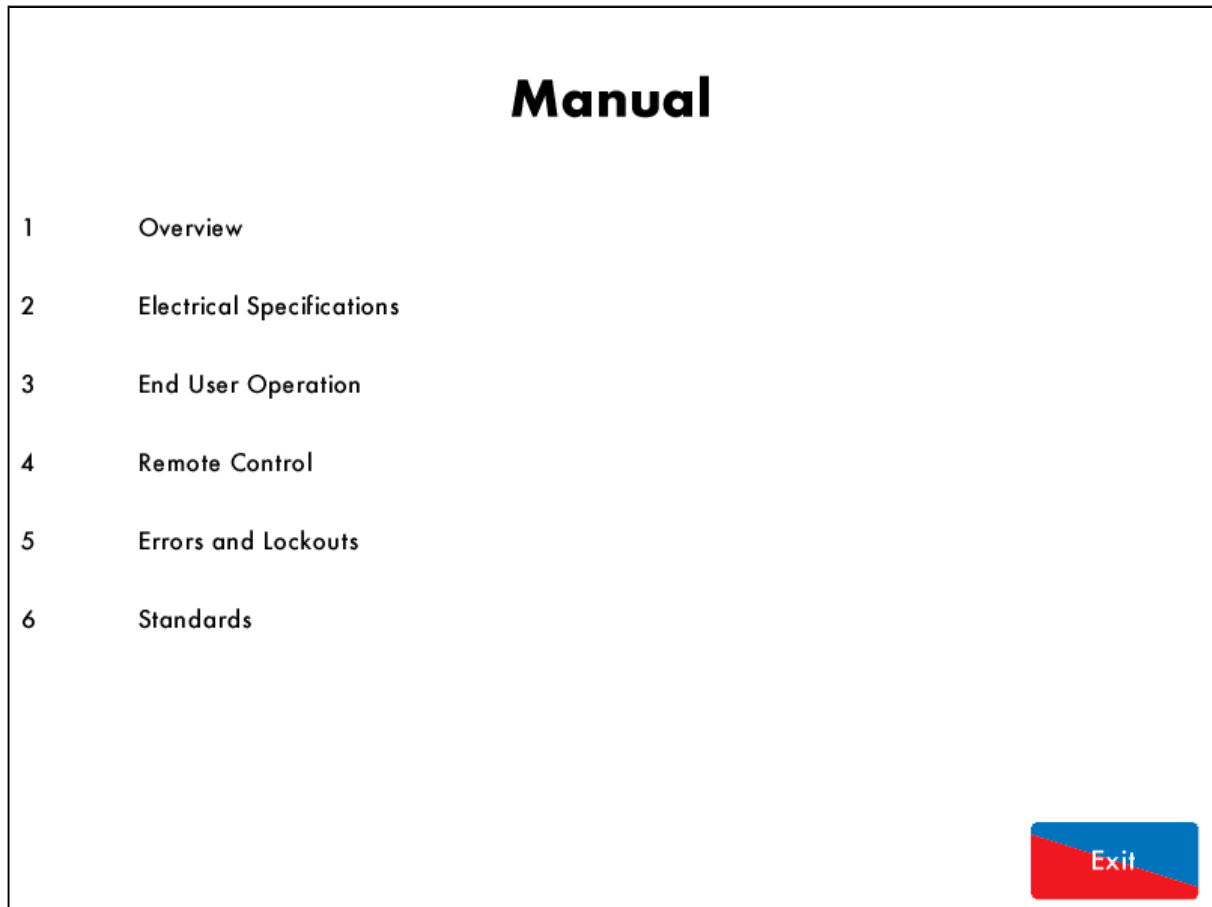 Manual
1 Overview
2 Electrical Specifications
3 End User Operation
4 Remote Control
5 Errors and Lockouts
6 Standards
Exit